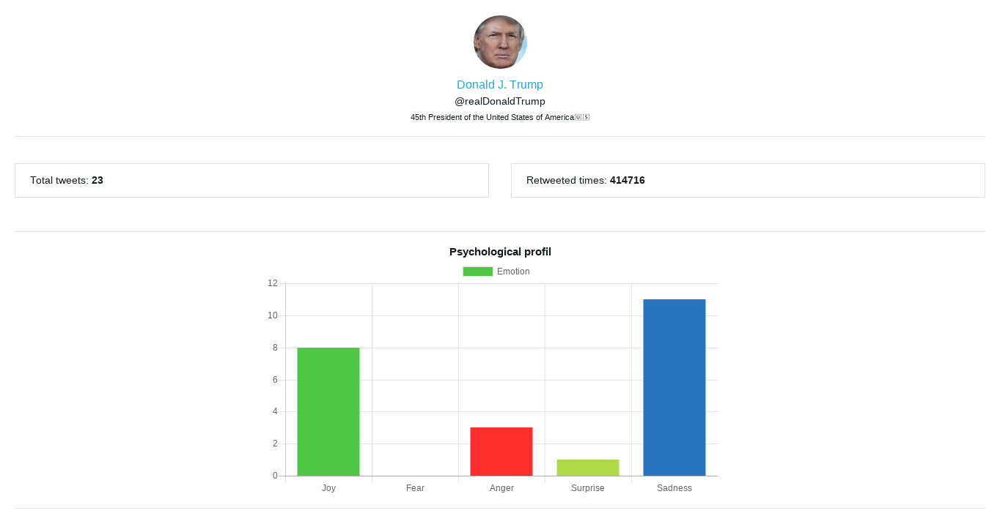 Donald J. Trump
@realDonaldTrump
45th President of the United States of America🇺🇸
Total tweets: 23
Retweeted times: 414716
Psychological profil
Emotion
12
10
8
6
4
2
0
Joy Fear Anger Surprise Sadness